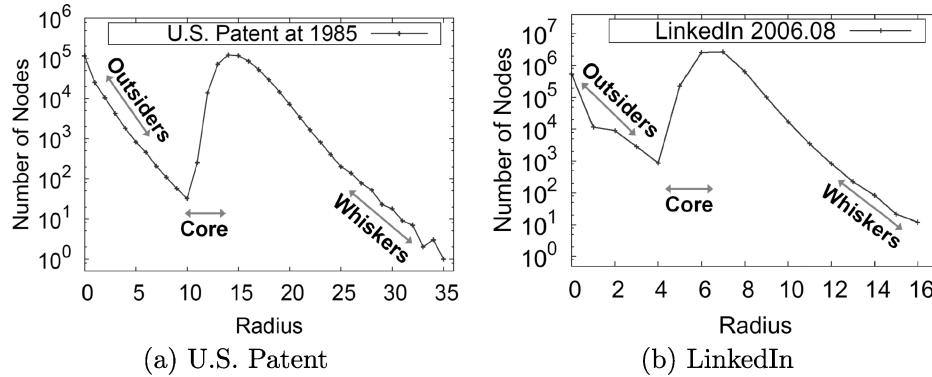 U.S. Patent at 1985
Number of Nodes
10^6
10^5
10^4
10^3
10^2
10^1
10^0
Outsiders
Core
Whiskers
0 5 10 15 20 25 30 35
Radius
(a) U.S. Patent
LinkedIn 2006.08
Number of Nodes
10^7
10^6
10^5
10^4
10^3
10^2
10^1
10^0
Outsiders
Core
Whiskers
0 2 4 6 8 10 12 14 16
Radius
(b) LinkedIn